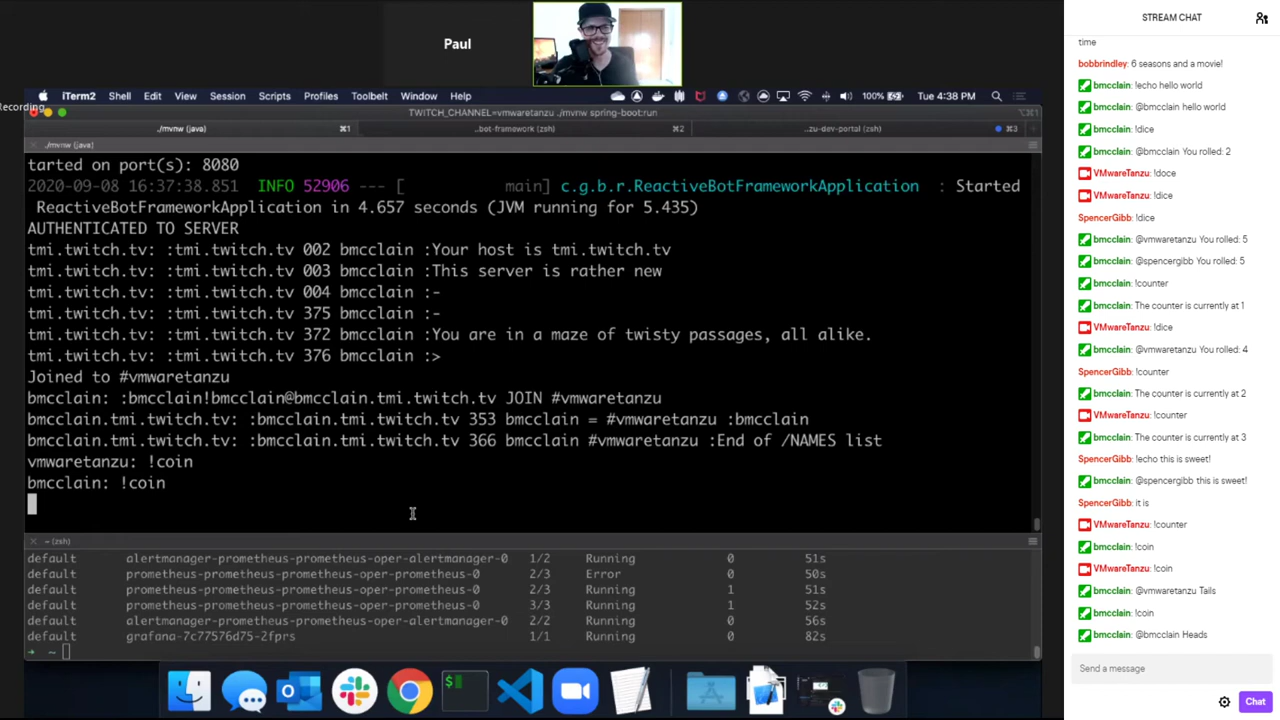 Paul
Recording
iTerm2 Shell Edit View Session Scripts Profiles Toolbelt Window Help 100% Tue 4:38 PM
TWITCH_CHANNEL=vmwaretanzu ./mvnw spring-boot:run ⌥⌘1
./mvnw (java) ⌘1 ..bot-framework (zsh) ⌘2 ...zu-dev-portal (zsh) ⌘3
./mvnw (java)
tarted on port(s): 8080
2020-09-08 16:37:38.851 INFO 52906 --- [ main] c.g.b.r.ReactiveBotFrameworkApplication : Started
ReactiveBotFrameworkApplication in 4.657 seconds (JVM running for 5.435)
AUTHENTICATED TO SERVER
tmi.twitch.tv: :tmi.twitch.tv 002 bmcclain :Your host is tmi.twitch.tv
tmi.twitch.tv: :tmi.twitch.tv 003 bmcclain :This server is rather new
tmi.twitch.tv: :tmi.twitch.tv 004 bmcclain :-
tmi.twitch.tv: :tmi.twitch.tv 375 bmcclain :-
tmi.twitch.tv: :tmi.twitch.tv 372 bmcclain :You are in a maze of twisty passages, all alike.
tmi.twitch.tv: :tmi.twitch.tv 376 bmcclain :>
Joined to #vmwaretanzu
bmcclain: :bmcclain!bmcclain@bmcclain.tmi.twitch.tv JOIN #vmwaretanzu
bmcclain.tmi.twitch.tv: :bmcclain.tmi.twitch.tv 353 bmcclain = #vmwaretanzu :bmcclain
bmcclain.tmi.twitch.tv: :bmcclain.tmi.twitch.tv 366 bmcclain #vmwaretanzu :End of /NAMES list
vmwaretanzu: !coin
bmcclain: !coin
~ (zsh)
default alertmanager-prometheus-prometheus-oper-alertmanager-0 1/2 Running 0 51s
default prometheus-prometheus-prometheus-oper-prometheus-0 2/3 Error 0 50s
default prometheus-prometheus-prometheus-oper-prometheus-0 2/3 Running 1 51s
default prometheus-prometheus-prometheus-oper-prometheus-0 3/3 Running 1 52s
default alertmanager-prometheus-prometheus-oper-alertmanager-0 2/2 Running 0 56s
default grafana-7c77576d75-2fprs 1/1 Running 0 82s
→ ~
STREAM CHAT
time
bobbrindley: 6 seasons and a movie!
bmcclain: !echo hello world
bmcclain: @bmcclain hello world
bmcclain: !dice
bmcclain: @bmcclain You rolled: 2
VMwareTanzu: !doce
VMwareTanzu: !dice
SpencerGibb: !dice
bmcclain: @vmwaretanzu You rolled: 5
bmcclain: @spencergibb You rolled: 5
bmcclain: !counter
bmcclain: The counter is currently at 1
VMwareTanzu: !dice
bmcclain: @vmwaretanzu You rolled: 4
SpencerGibb: !counter
bmcclain: The counter is currently at 2
VMwareTanzu: !counter
bmcclain: The counter is currently at 3
SpencerGibb: !echo this is sweet!
bmcclain: @spencergibb this is sweet!
SpencerGibb: it is
VMwareTanzu: !counter
bmcclain: !coin
VMwareTanzu: !coin
bmcclain: @vmwaretanzu Tails
bmcclain: !coin
bmcclain: @bmcclain Heads
Send a message
Chat